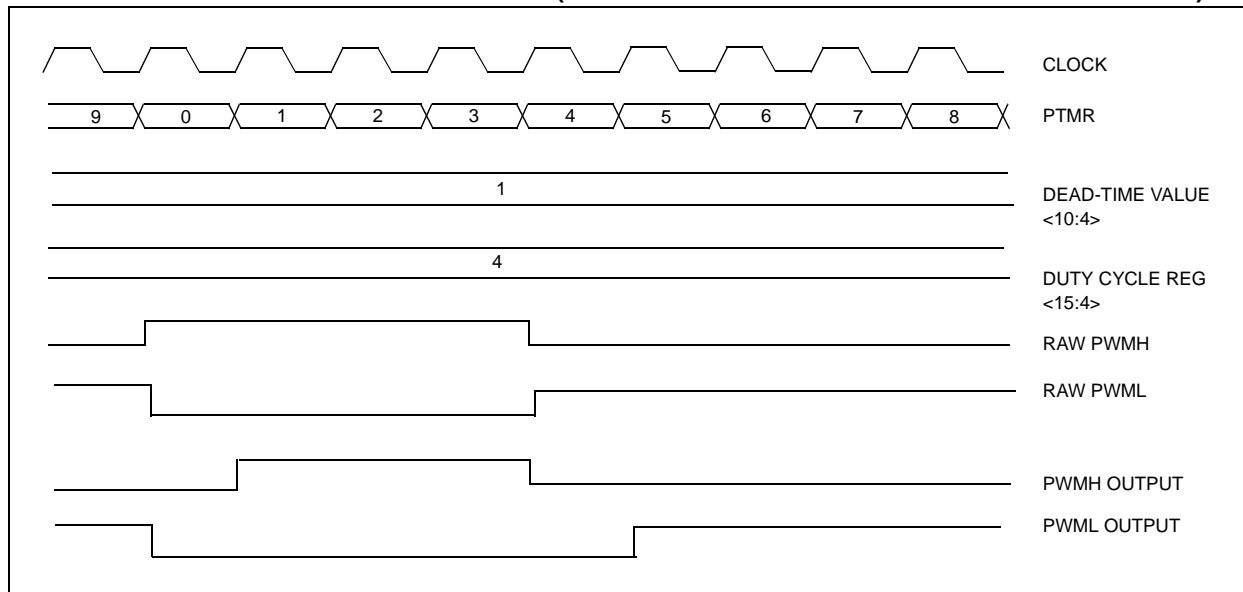 CLOCK
9 0 1 2 3 4 5 6 7 8 PTMR
1
DEAD-TIME VALUE
<10:4>
4
DUTY CYCLE REG
<15:4>
RAW PWMH
RAW PWML
PWMH OUTPUT
PWML OUTPUT